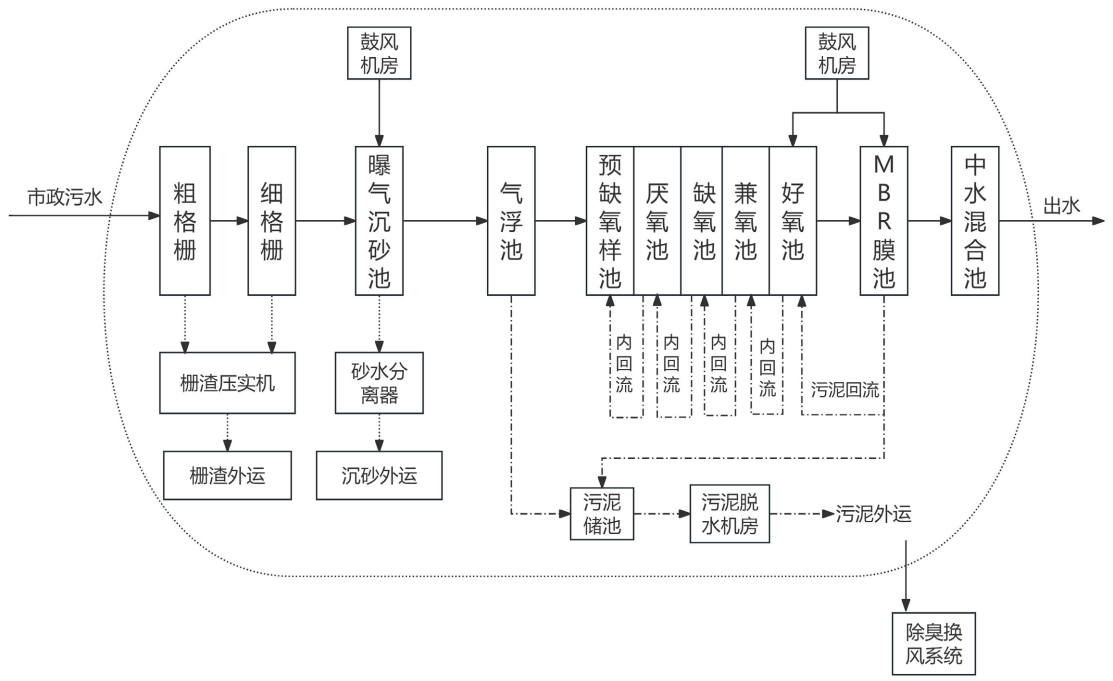 鼓风
机房
鼓风
机房
市政污水
粗格栅
细格栅
曝气沉砂池
气浮池
预缺氧样池
厌氧池
缺氧池
兼氧池
好氧池
MBR膜池
中水混合池
出水
内回流
内回流
内回流
内回流
污泥回流
栅渣压实机
砂水分
离器
栅渣外运
沉砂外运
污泥
储池
污泥脱
水机房
污泥外运
除臭换
风系统